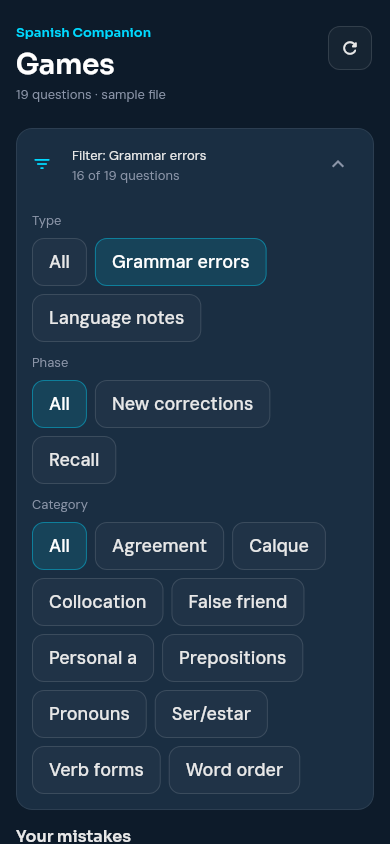 Spanish Companion
Games
19 questions · sample file
Filter: Grammar errors
16 of 19 questions
Type
All
Grammar errors
Language notes
Phase
All
New corrections
Recall
Category
All
Agreement
Calque
Collocation
False friend
Personal a
Prepositions
Pronouns
Ser/estar
Verb forms
Word order
Your mistakes